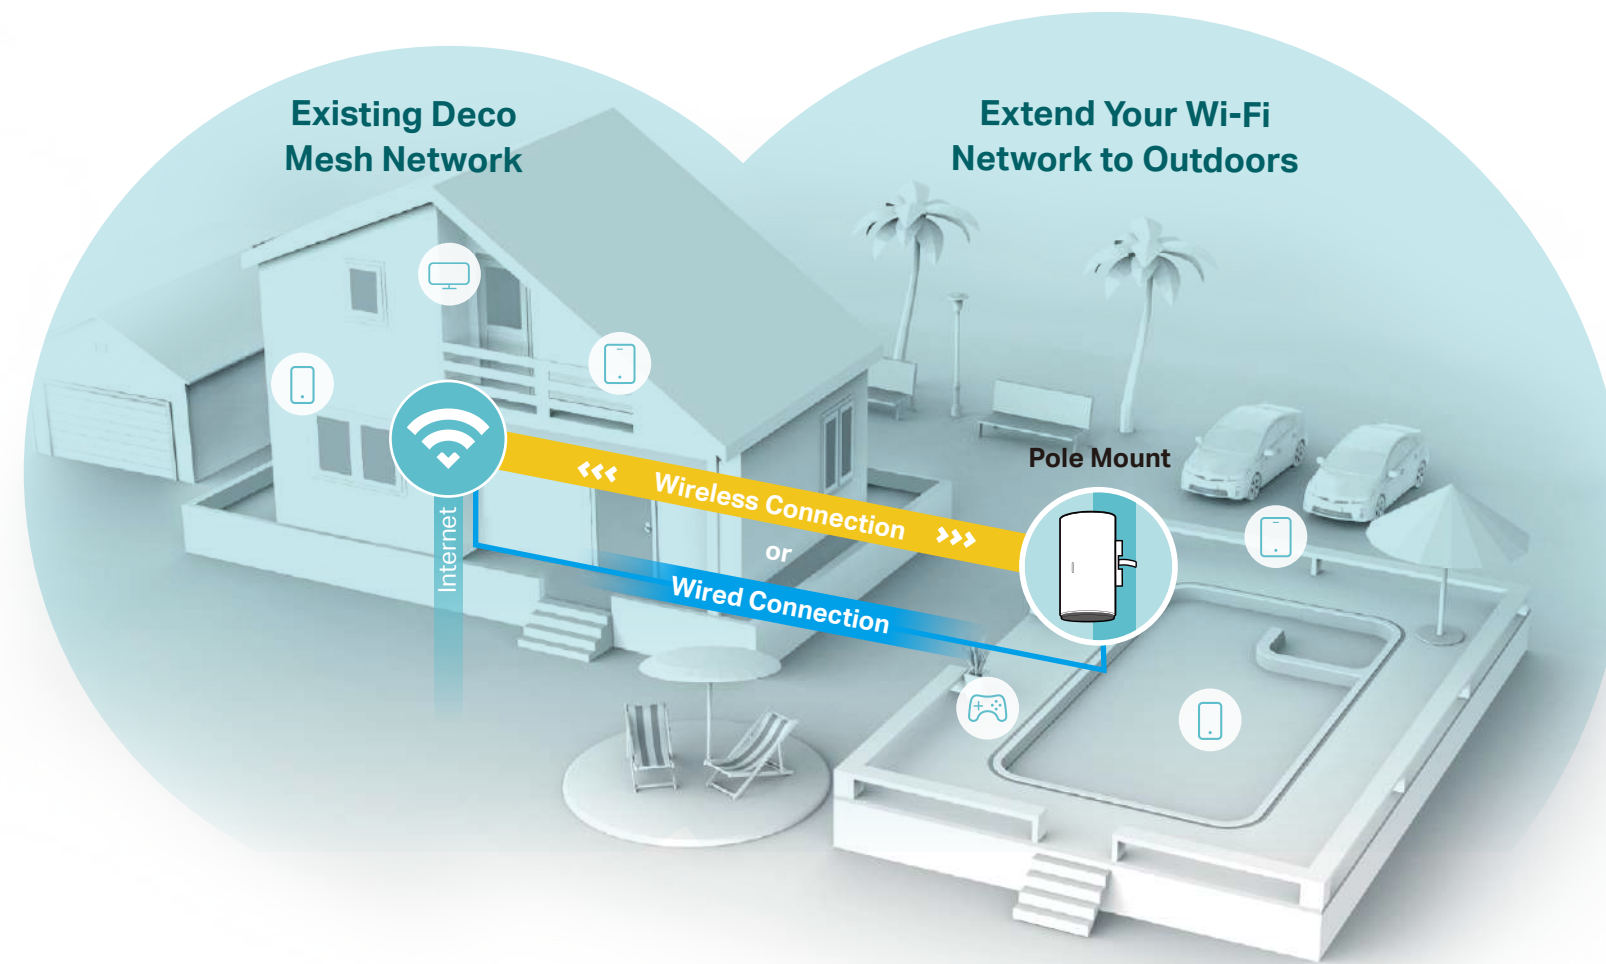 Existing Deco
Mesh Network
Extend Your Wi-Fi
Network to Outdoors
Pole Mount
Wireless Connection
or
Wired Connection
Internet